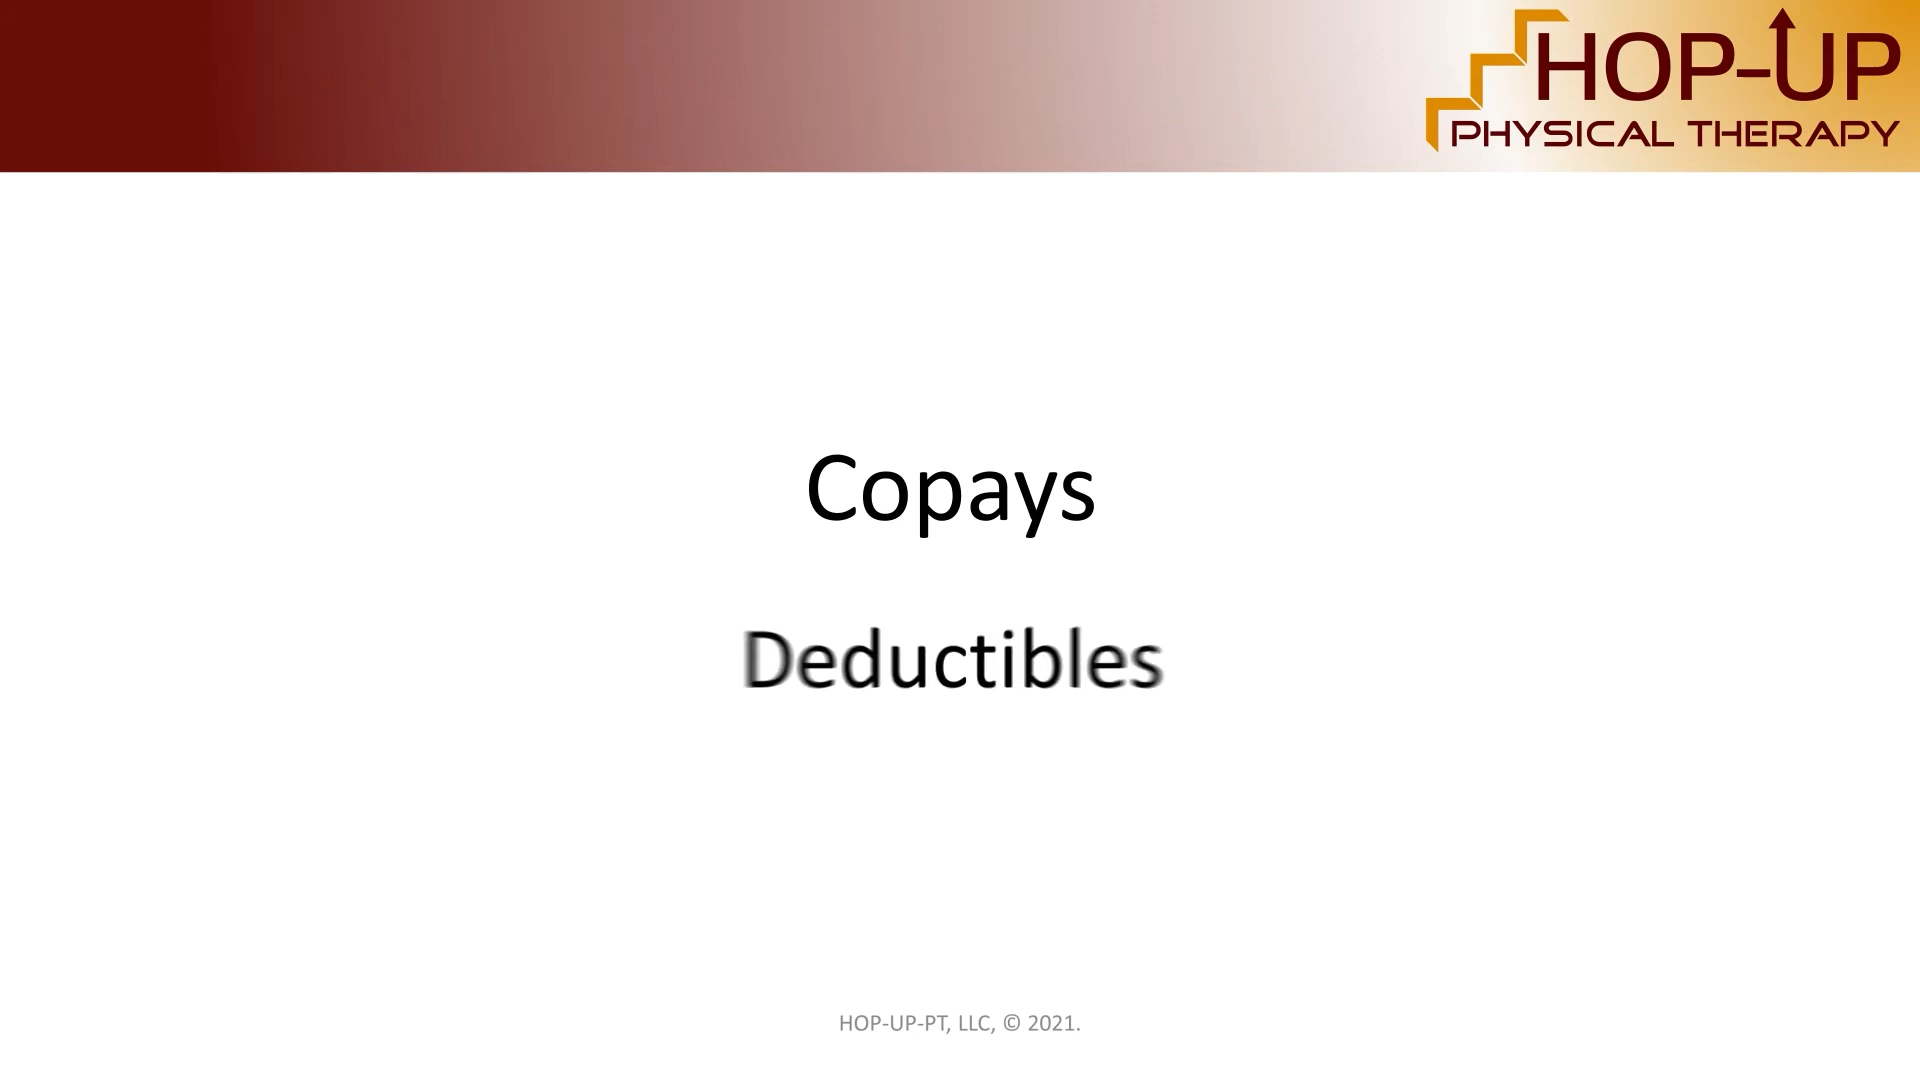 HOP-UP
PHYSICAL THERAPY
Copays
Deductibles
HOP-UP-PT, LLC, © 2021.